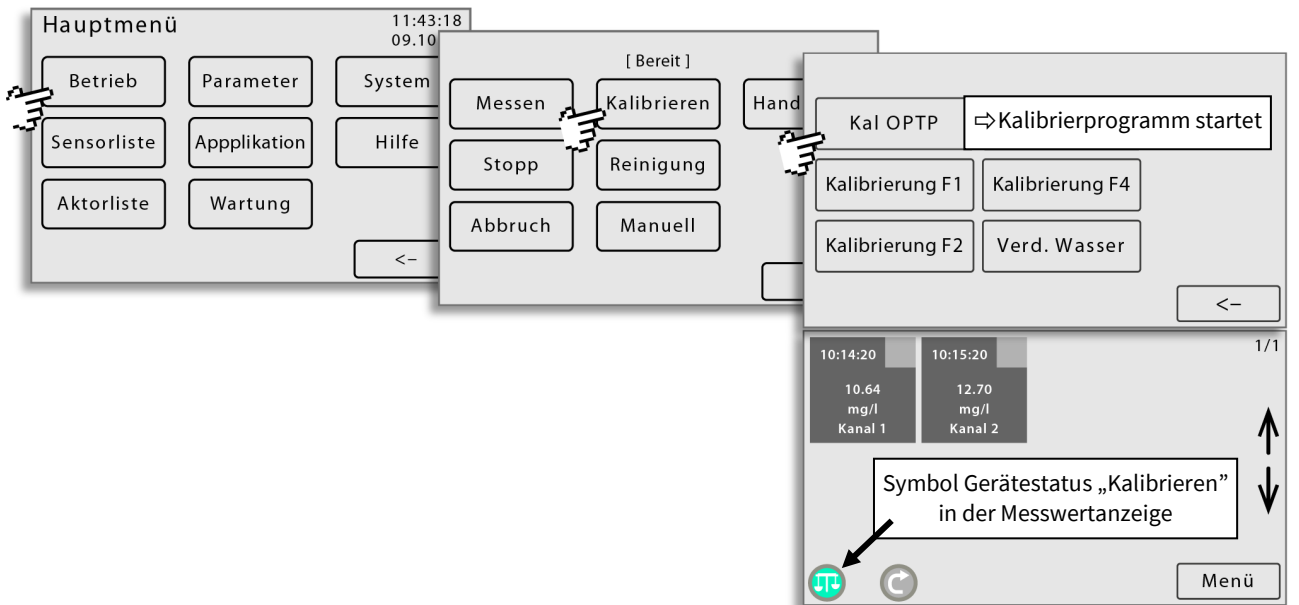 Hauptmenü
11:43:18
09.10
Betrieb
Parameter
System
Sensorliste
Appplikation
Hilfe
Aktorliste
Wartung
<–
[ Bereit ]
Messen
Kalibrieren
Hand
Stopp
Reinigung
Abbruch
Manuell
Kal OPTP
⇨Kalibrierprogramm startet
Kalibrierung F1
Kalibrierung F4
Kalibrierung F2
Verd. Wasser
<–
1/1
10:14:20
10.64
mg/l
Kanal 1
10:15:20
12.70
mg/l
Kanal 2
Symbol Gerätestatus „Kalibrieren”
in der Messwertanzeige
Menü